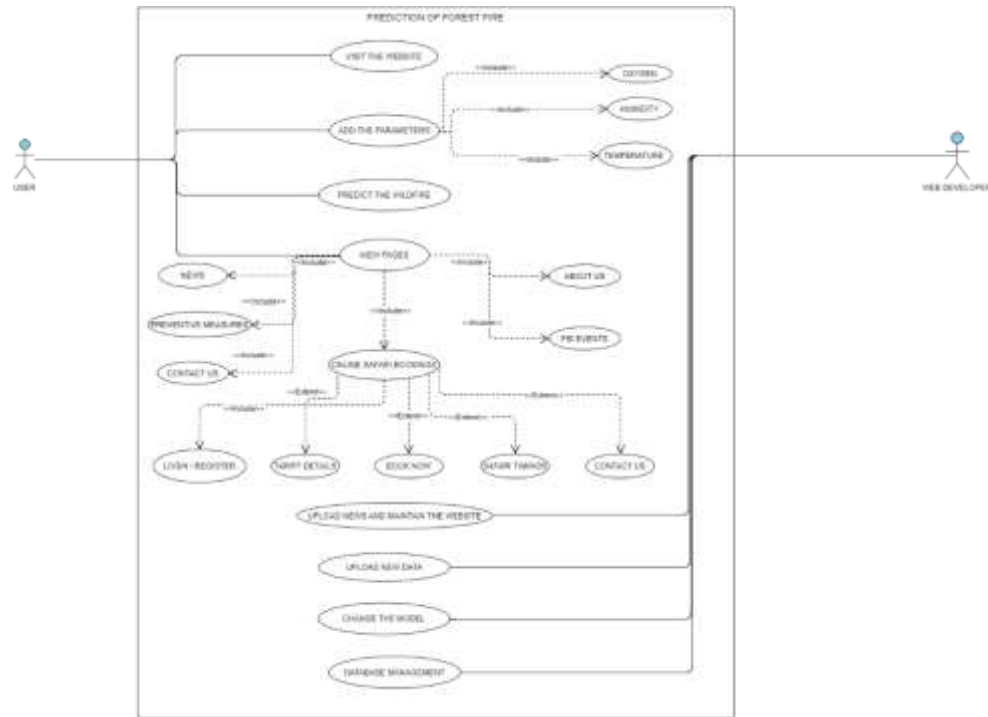 PREDICTION OF FOREST FIRE
VISIT THE WEBSITE
<<Include>>
OXYGEN
<<Include>>
HUMIDITY
ADD THE PARAMETERS
<<Include>>
TEMPERATURE
USER
WEB DEVELOPER
PREDICT THE WILDFIRE
VIEW PAGES
<<Include>>
<<Include>>
NEWS
ABOUT US
<<Include>>
<<Include>>
<<Include>>
PREVENTIVE MEASURES
EVENTS
<<Include>>
CONTACT US
ONLINE SAFARI BOOKINGS
<<Include>>
<<Extend>>
<<Extend>>
<<Extend>>
<<Extend>>
LOGIN - REGISTER
TARIFF DETAILS
BOOK NOW
SAFARI
CONTACT US
UPLOAD NEWS AND MAINTAIN THE WEBSITE
UPLOAD NEW DATA
CHANGE THE MODEL
DATABASE MANAGEMENT